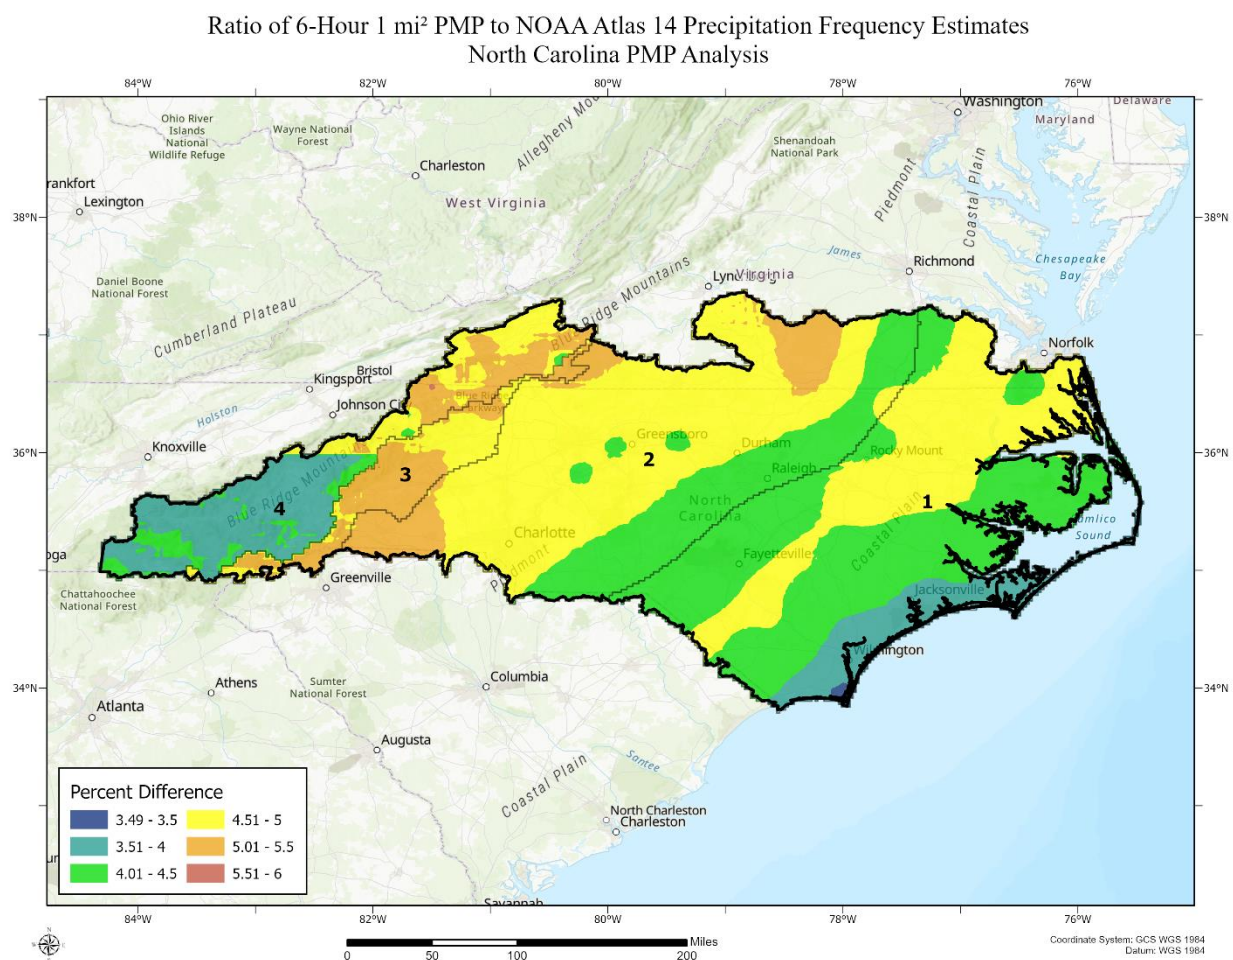 Ratio of 6-Hour 1 mi² PMP to NOAA Atlas 14 Precipitation Frequency Estimates
North Carolina PMP Analysis
84°W 82°W 80°W 78°W 76°W
Washington
Delaware
Maryland
Ohio River
Islands
National
Wildlife Refuge
Wayne National
Forest
Allegheny Mou
Shenandoah
National Park
Charleston
rankfort
Lexington
West Virginia
Piedmont
Coastal Plain
38°N 38°N
James
Richmond
Chesapeake
Bay
Virginia
Daniel Boone
National Forest
Blue Ridge Mountains
Cumberland Plateau
Norfolk
Bristol
Kingsport
Johnson Ci
Holston
Blue Ridge
Parkway
Knoxville
36°N 36°N
Greensboro
Durham
Rocky Mount
Raleigh
2
3
1
4
Blue Ridge Mountains
North
Carolina
Coastal Plain
Charlotte
Piedmont
Fayetteville
amlico
Sound
oga
Greenville
Chattahoochee
National Forest
Jacksonville
Wilmington
34°N 34°N
Columbia
Athens
Sumter
National Forest
Atlanta
Augusta
Santee
Coastal Plain
North Charleston
Charleston
Savannah
Percent Difference
3.49 - 3.5 4.51 - 5
3.51 - 4 5.01 - 5.5
4.01 - 4.5 5.51 - 6
84°W 82°W 80°W 78°W 76°W
Miles
0 50 100 200
Coordinate System: GCS WGS 1984
Datum: WGS 1984